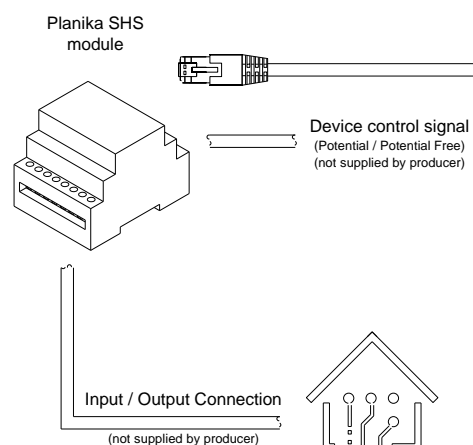 Planika SHS
module
Device control signal
(Potential / Potential Free)
(not supplied by producer)
Input / Output Connection
(not supplied by producer)